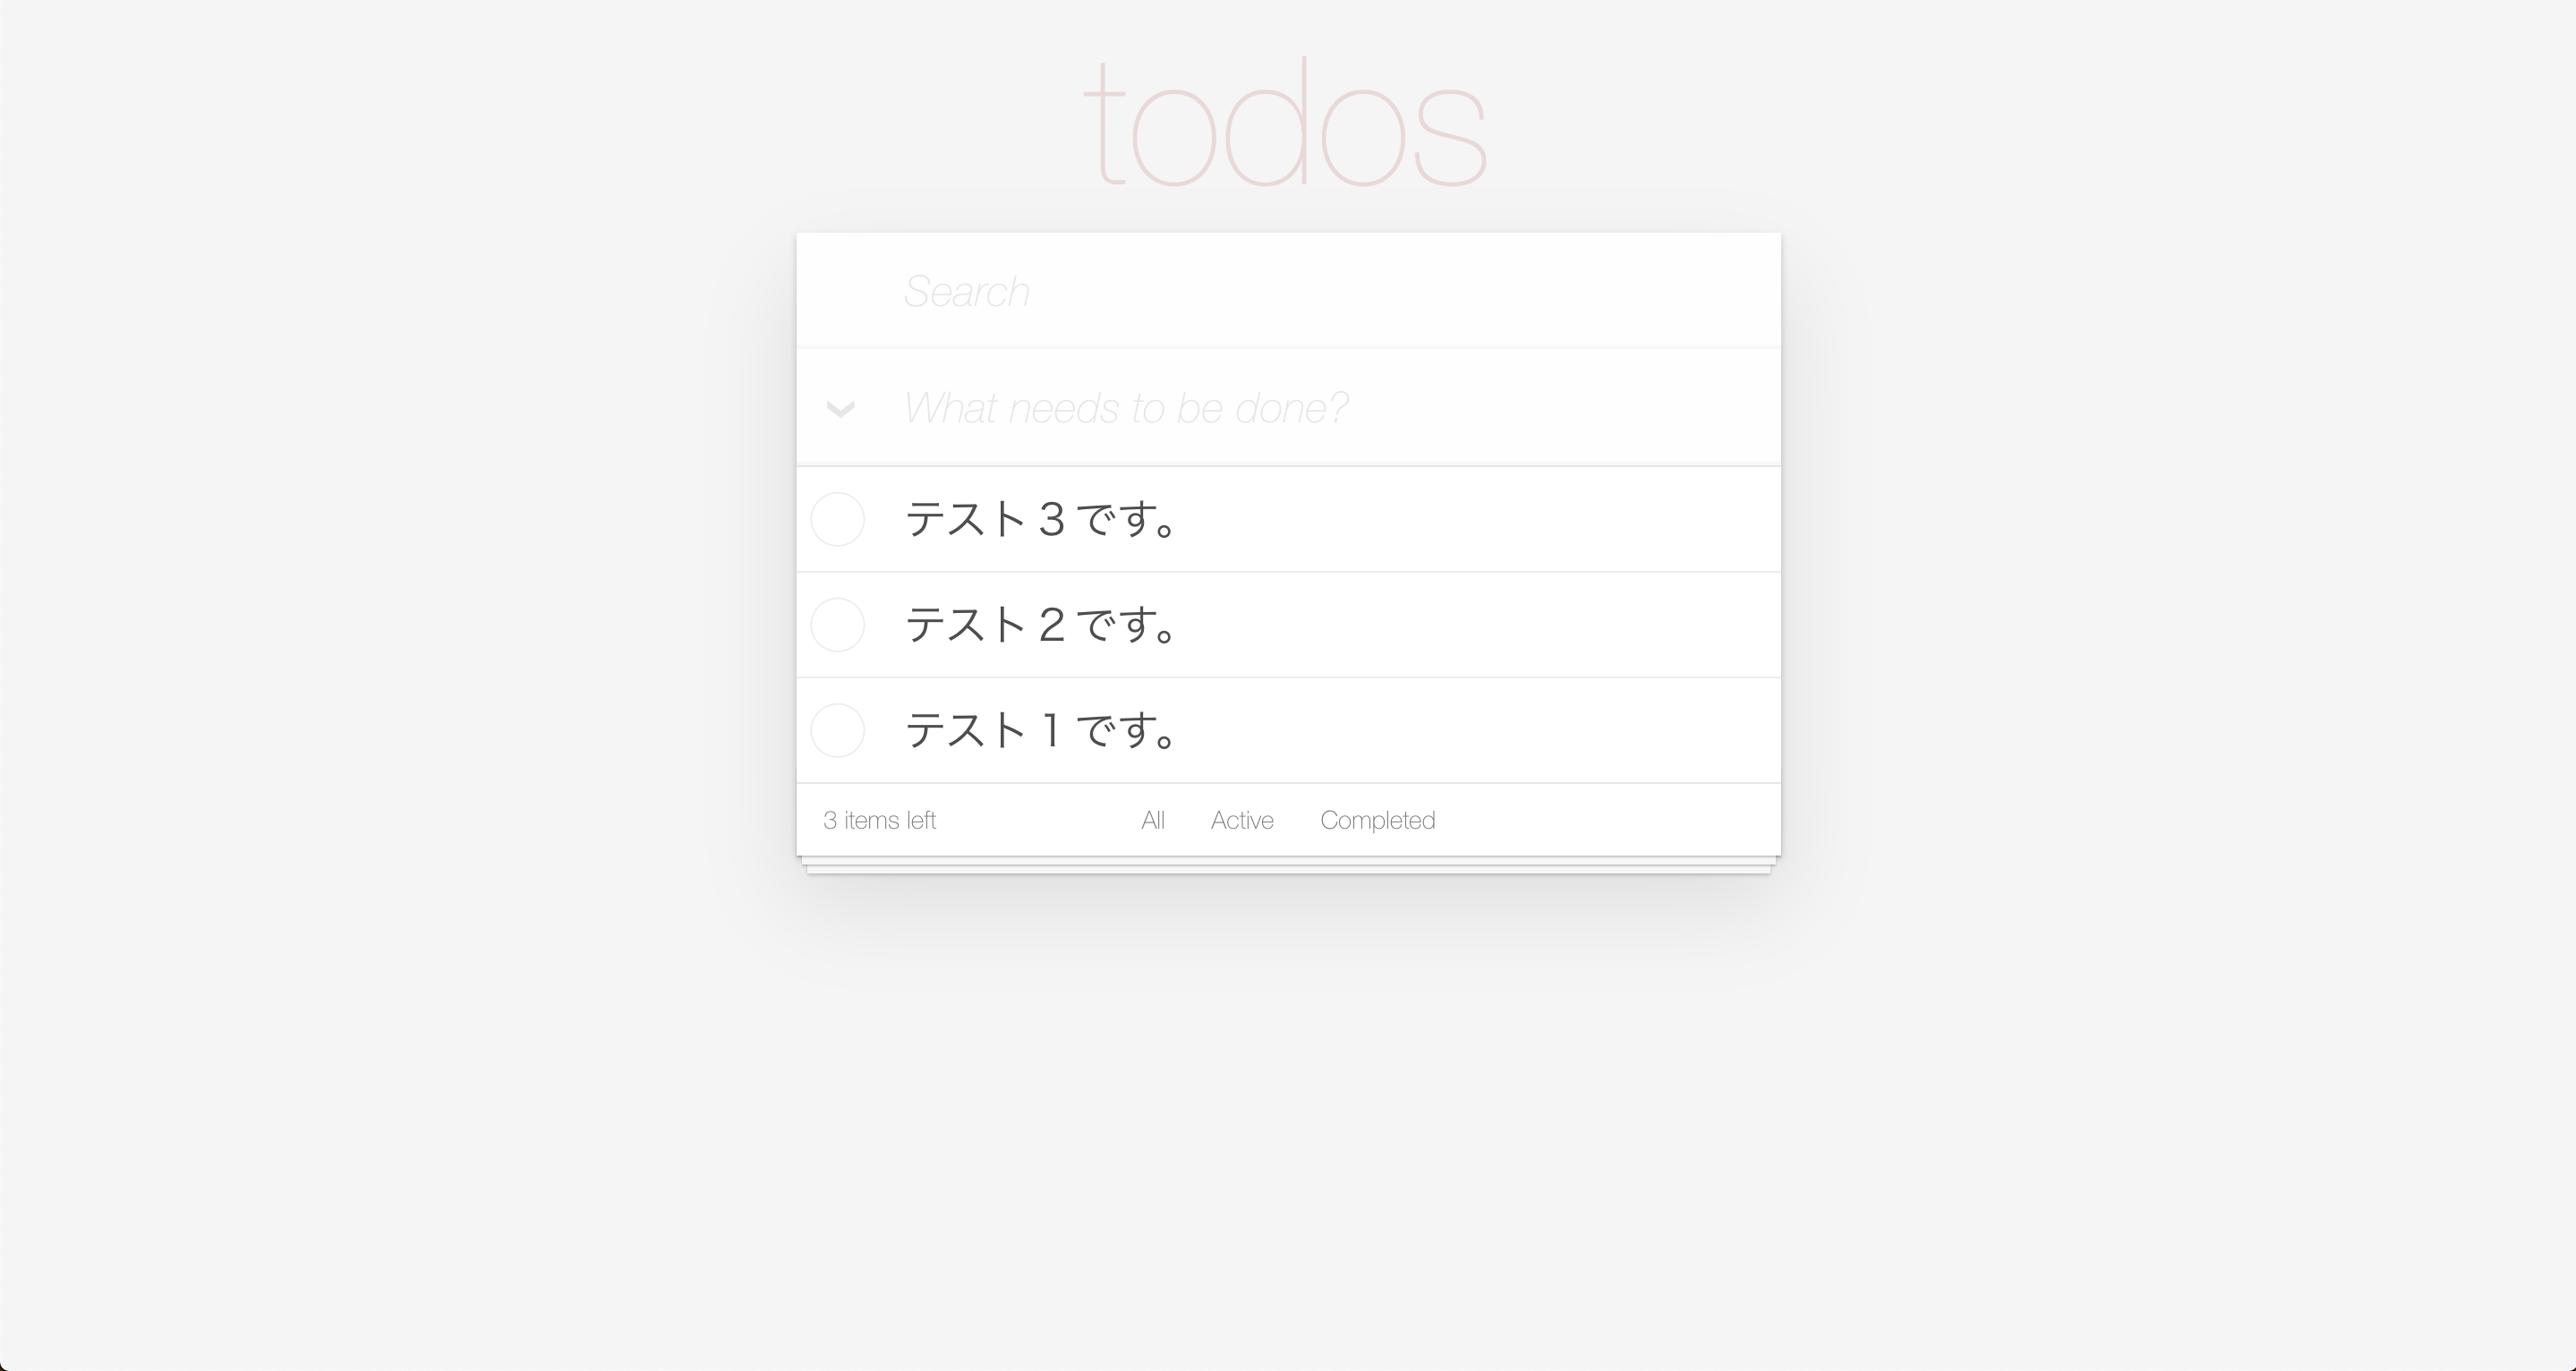 todos
Search
What needs to be done?
テスト３です。
テスト２です。
テスト１です。
3 items left All Active Completed